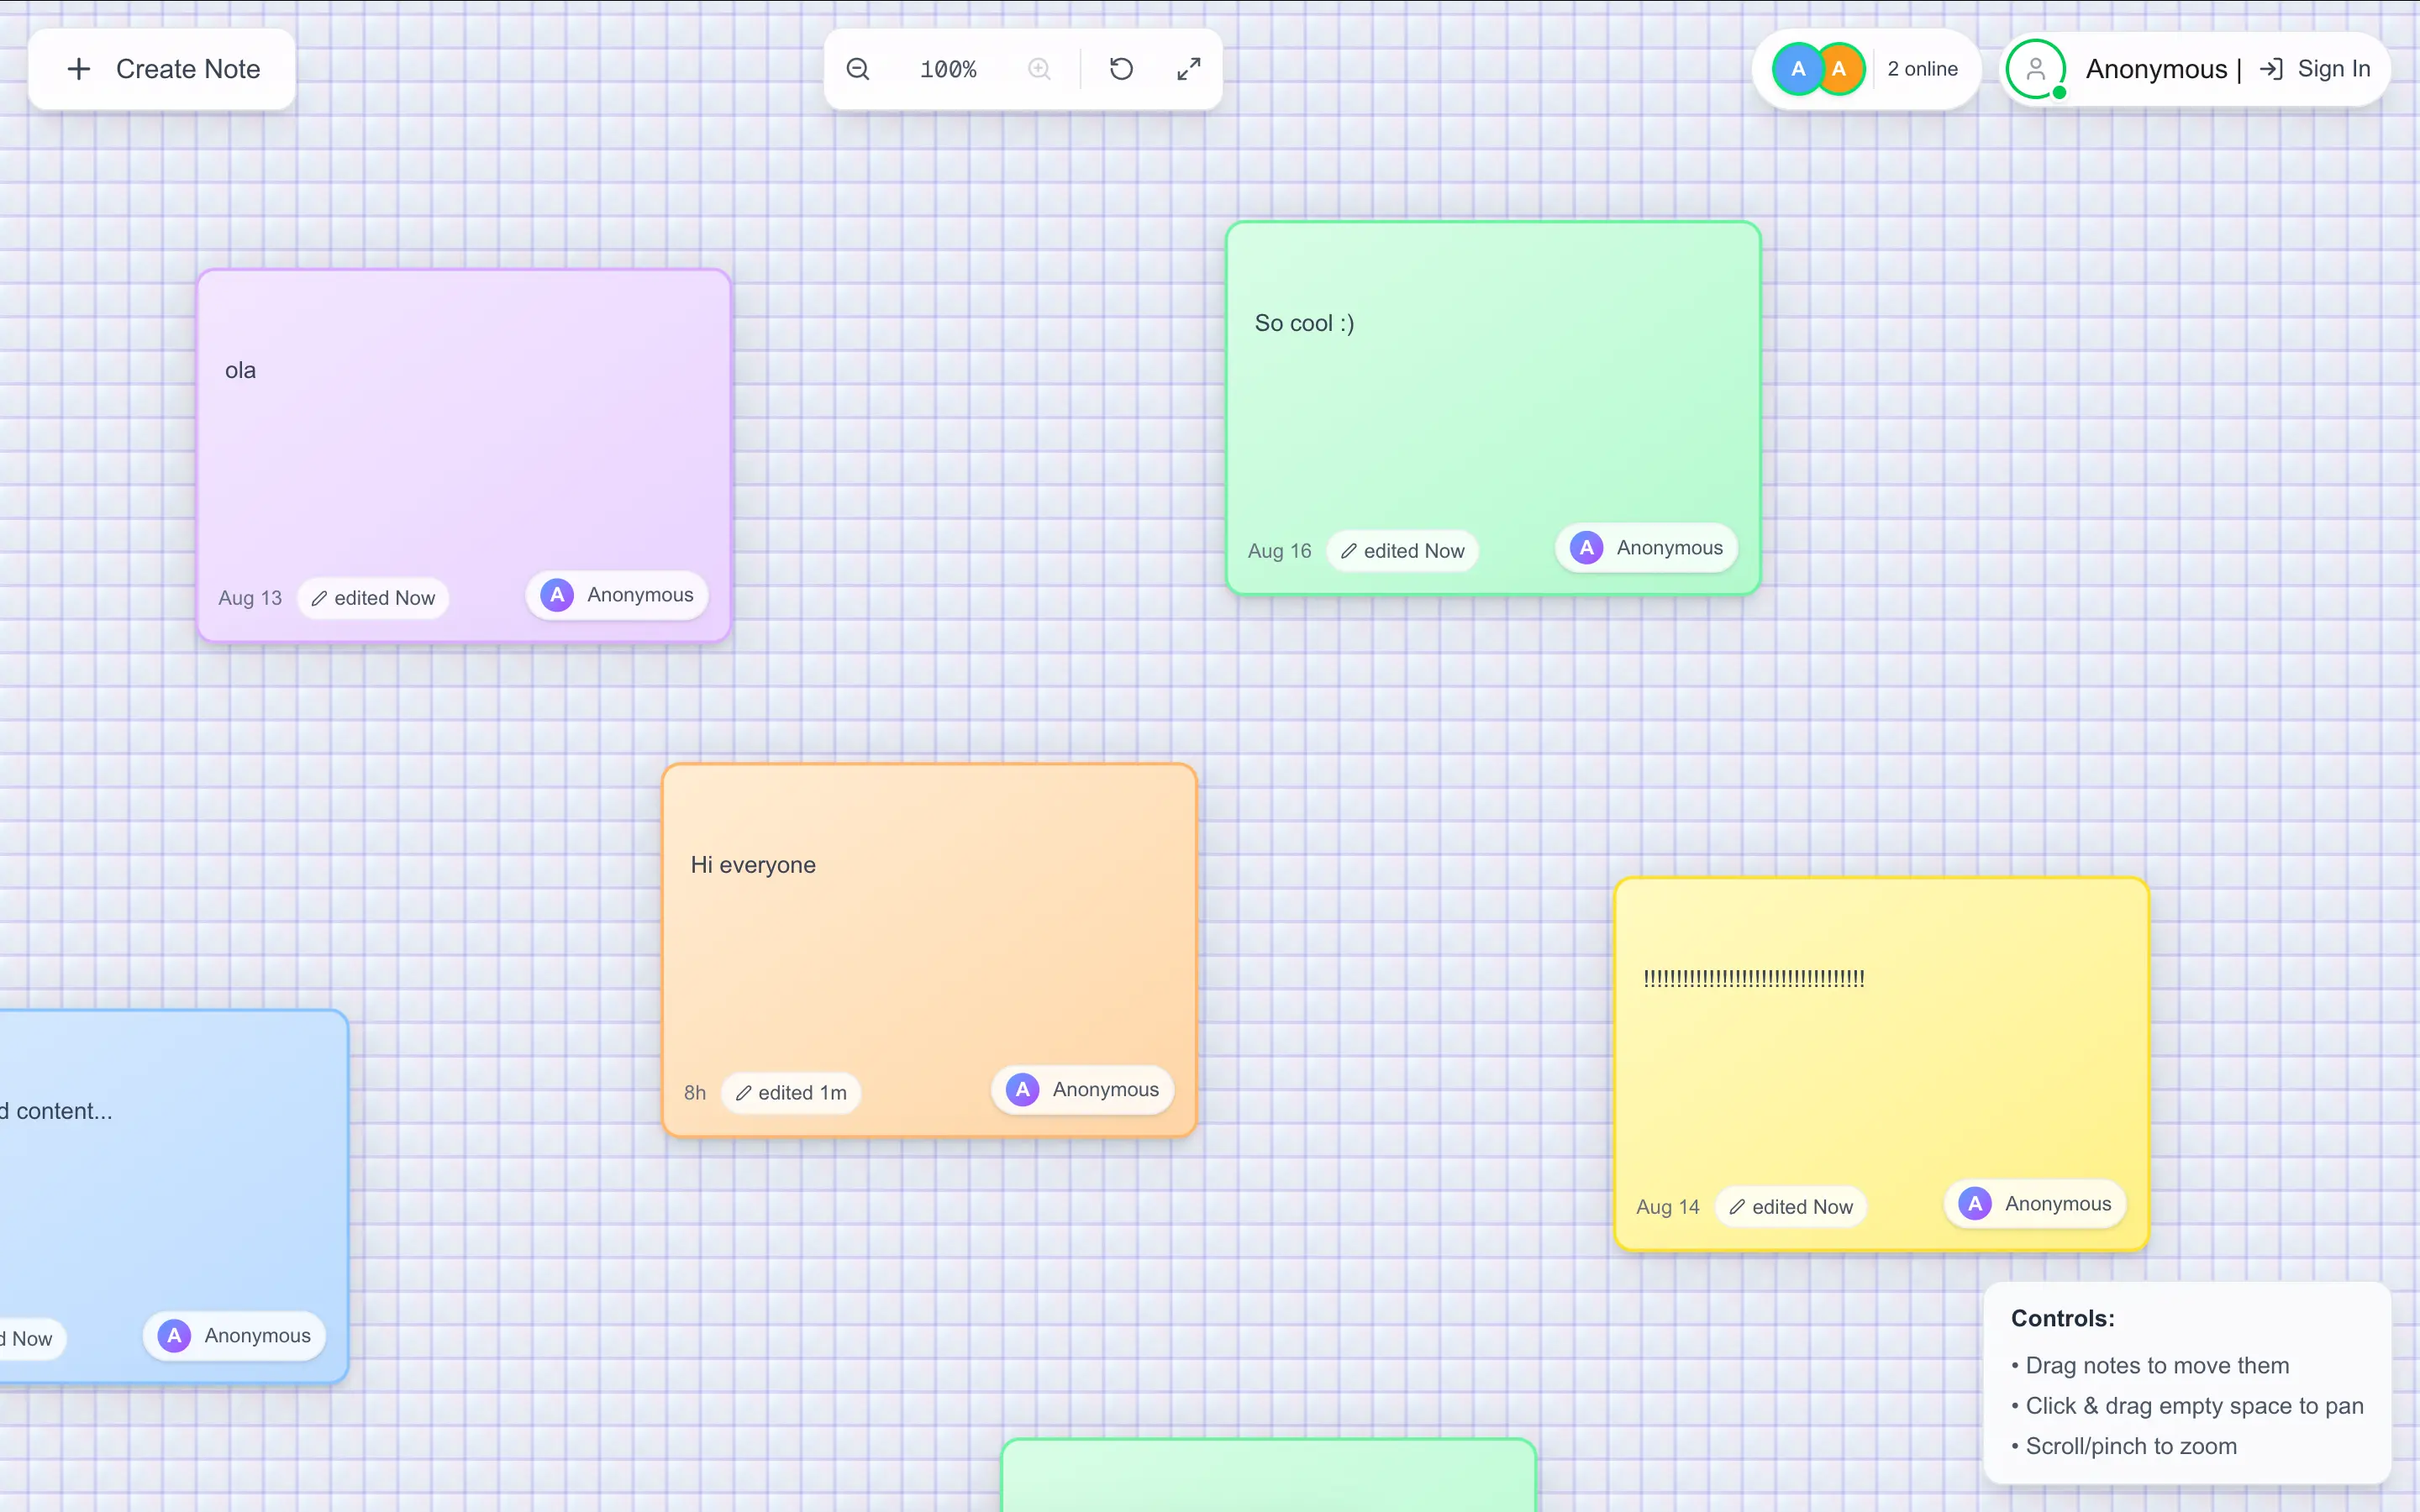 Create Note
100%
A A 2 online
Anonymous | Sign In
So cool :)
Aug 16 edited Now A Anonymous
ola
Aug 13 edited Now A Anonymous
Hi everyone
8h edited 1m A Anonymous
!!!!!!!!!!!!!!!!!!!!!!!!!!!!!!!!!!
Aug 14 edited Now A Anonymous
d content...
d Now A Anonymous
Controls:
• Drag notes to move them
• Click & drag empty space to pan
• Scroll/pinch to zoom